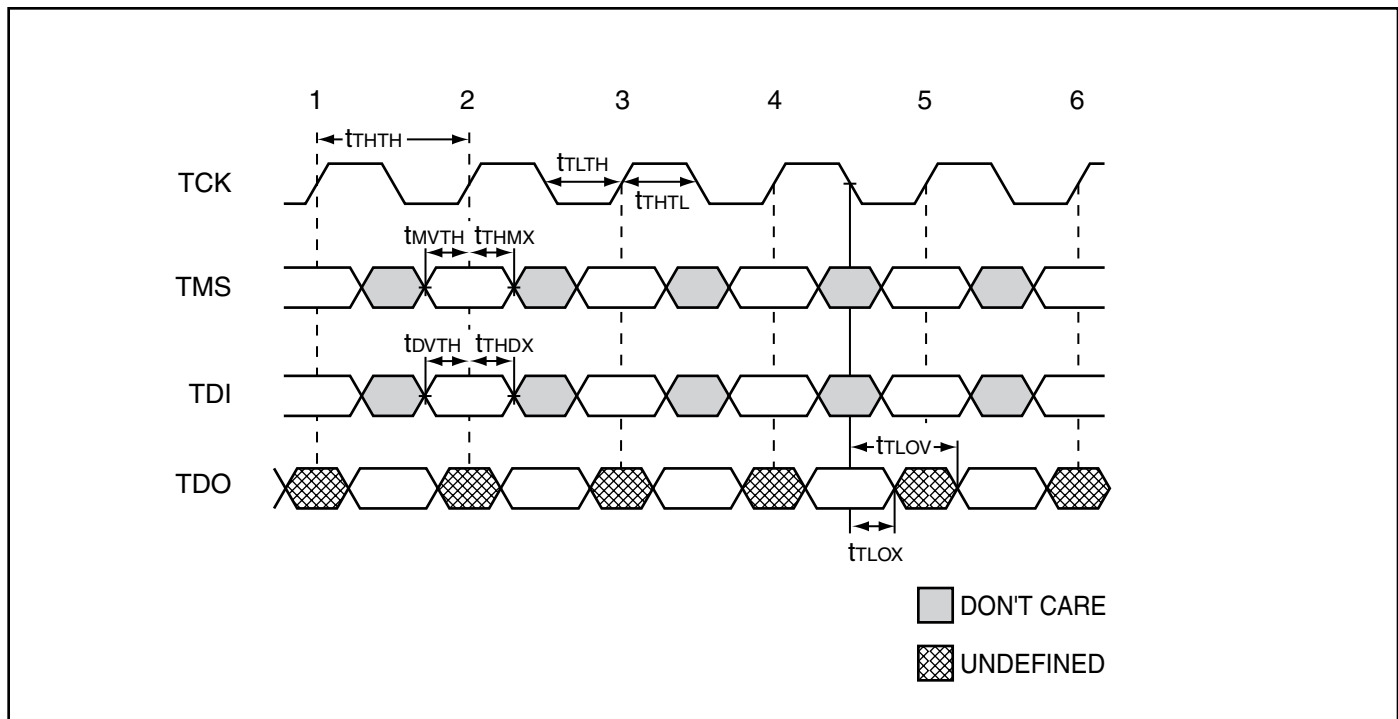 1 2 3 4 5 6
tTHTH
TCK
tTLTH
tTHTL
tMVTH tTHMX
TMS
tDVTH tTHDX
TDI
tTLOV
TDO
tTLOX
DON'T CARE
UNDEFINED